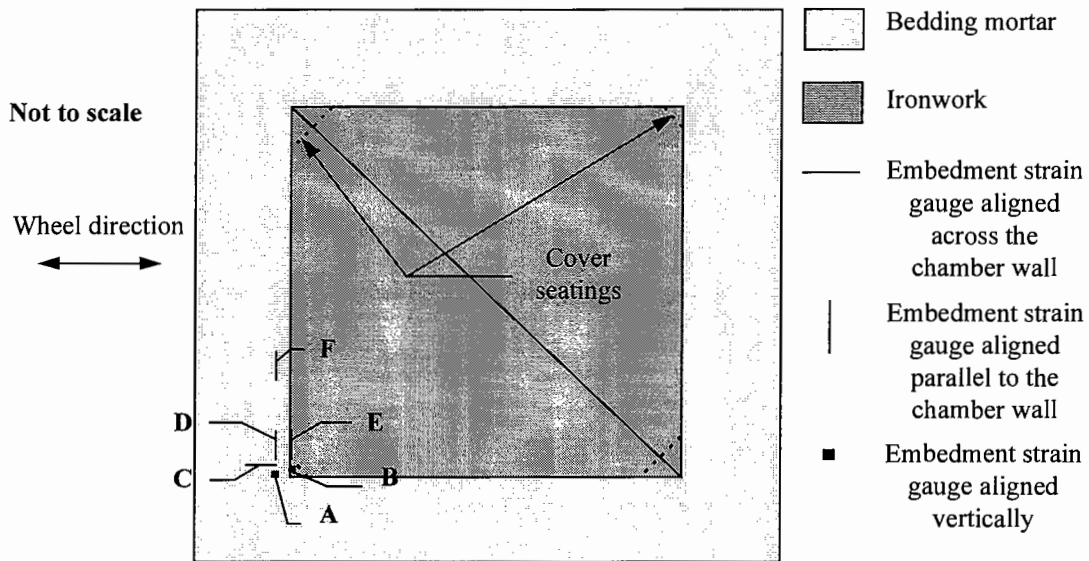 Not to scale
Wheel direction
Cover
seatings
F
D
E
C
B
A
Bedding mortar
Ironwork
Embedment strain
gauge aligned
across the
chamber wall
Embedment strain
gauge aligned
parallel to the
chamber wall
Embedment strain
gauge aligned
vertically